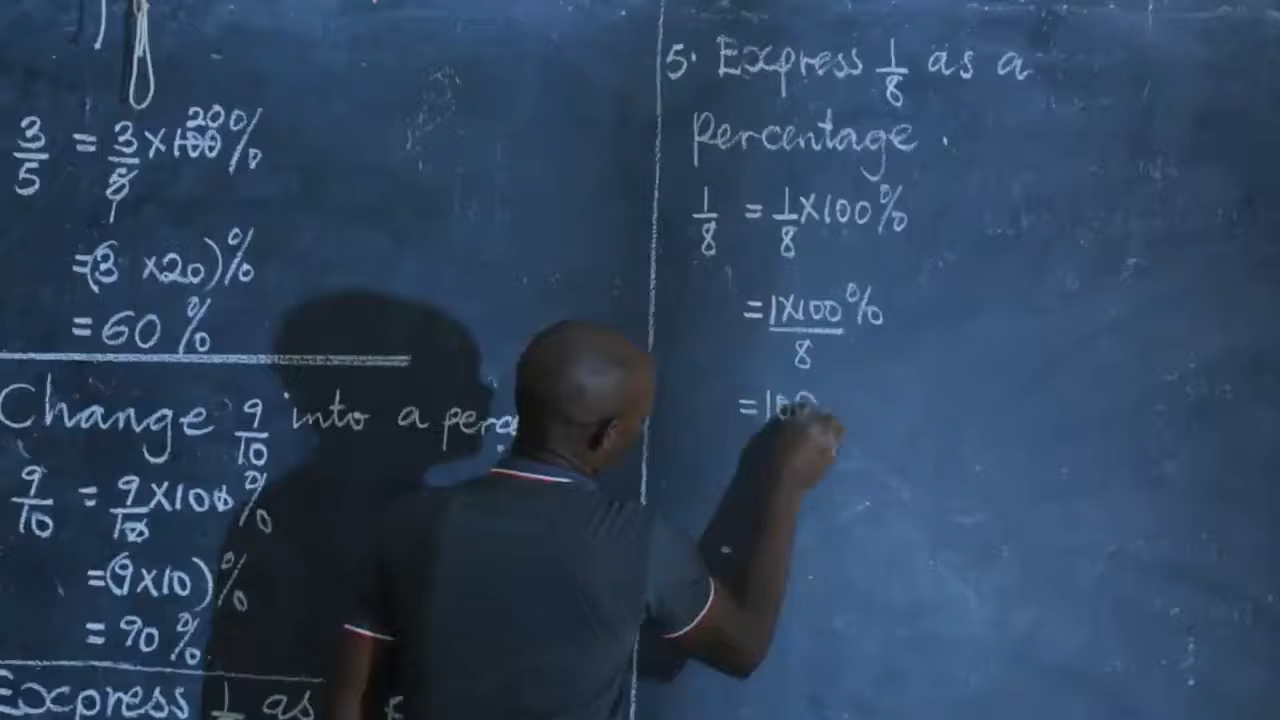 3/5 = 3/5 × 100 20 %
1
= (3 × 20)%
= 60 %
Change 9/10 into a perc
9/10 = 9/10 × 100 %
= (9 × 10)%
= 90 %
Express 1 as
5. Express 1/8 as a
percentage.
1/8 = 1/8 × 100%
= 1×100%
8
= 100